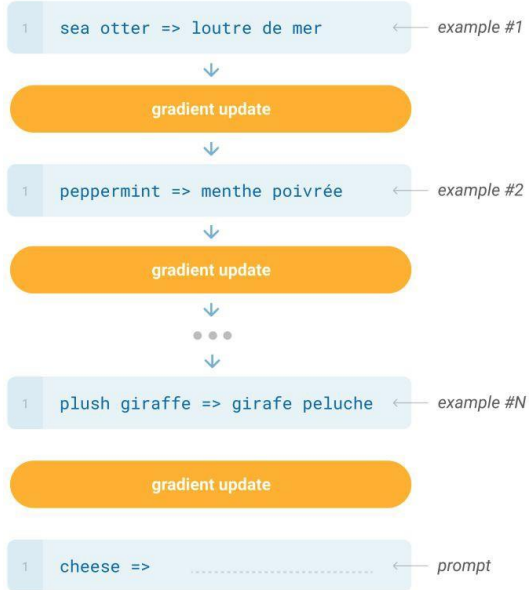 1 sea otter => loutre de mer example #1
gradient update
1 peppermint => menthe poivrée example #2
gradient update
1 plush giraffe => girafe peluche example #N
gradient update
1 cheese => prompt